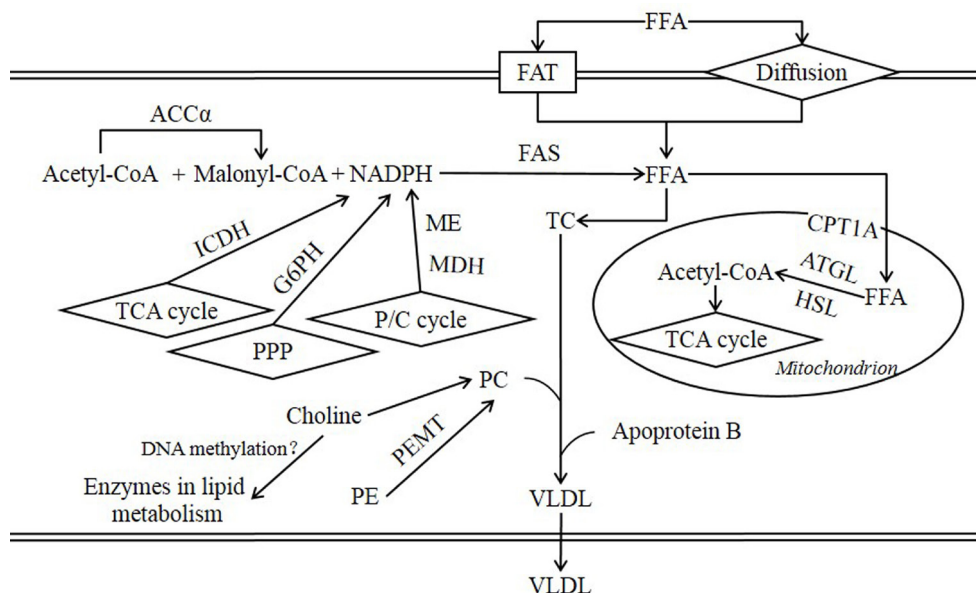 FFA
FAT
Diffusion
ACCα
Acetyl-CoA + Malonyl-CoA + NADPH
FAS
FFA
TC
ICDH
G6PH
ME
MDH
CPT1A
ATGL
HSL
Acetyl-CoA
FFA
TCA cycle
PPP
P/C cycle
TCA cycle
Mitochondrion
PC
Choline
DNA methylation?
PEMT
Apoprotein B
Enzymes in lipid
metabolism
PE
VLDL
VLDL